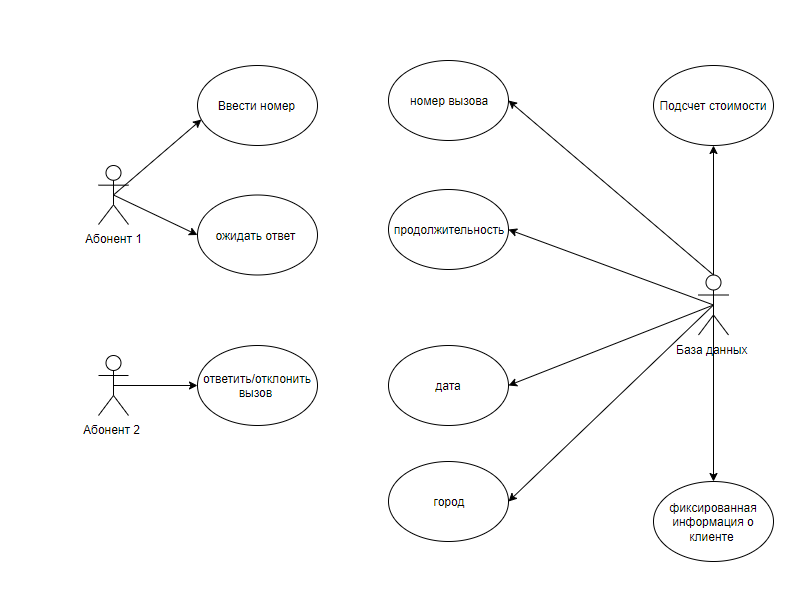 Ввести номер
номер вызова
Подсчет стоимости
Абонент 1
ожидать ответ
продолжительность
База данных
ответить/отклонить
вызов
дата
Абонент 2
город
фиксированная
информация о
клиенте